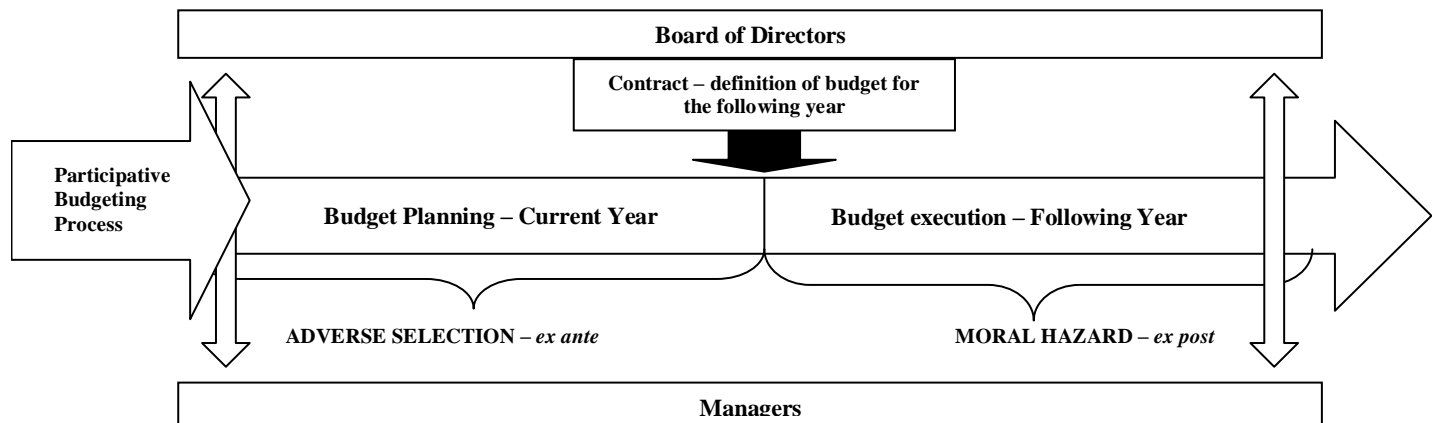 Board of Directors
Contract – definition of budget for
the following year
Participative
Budgeting
Process
Budget Planning – Current Year
Budget execution – Following Year
ADVERSE SELECTION – ex ante
MORAL HAZARD – ex post
Managers